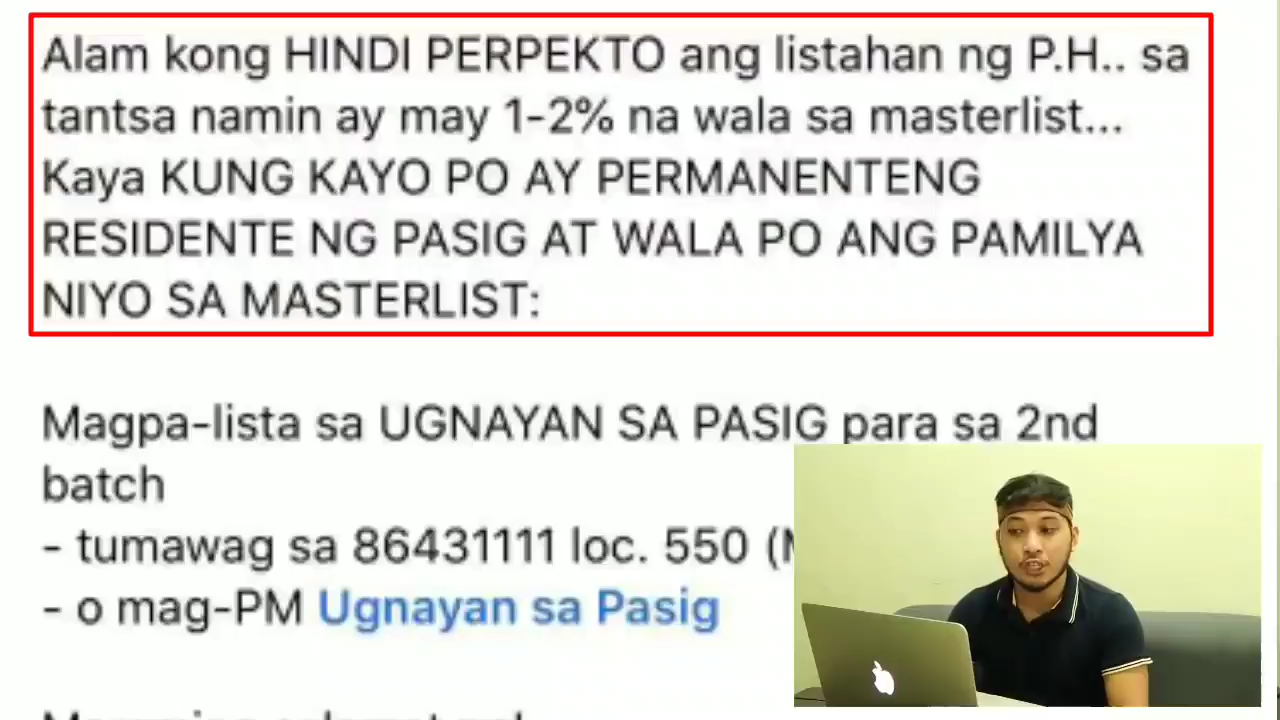 Alam kong HINDI PERPEKTO ang listahan ng P.H.. sa
tantsa namin ay may 1-2% na wala sa masterlist...
Kaya KUNG KAYO PO AY PERMANENTENG
RESIDENTE NG PASIG AT WALA PO ANG PAMILYA
NIYO SA MASTERLIST:
Magpa-lista sa UGNAYAN SA PASIG para sa 2nd
batch
- tumawag sa 86431111 loc. 550 (
- o mag-PM Ugnayan sa Pasig